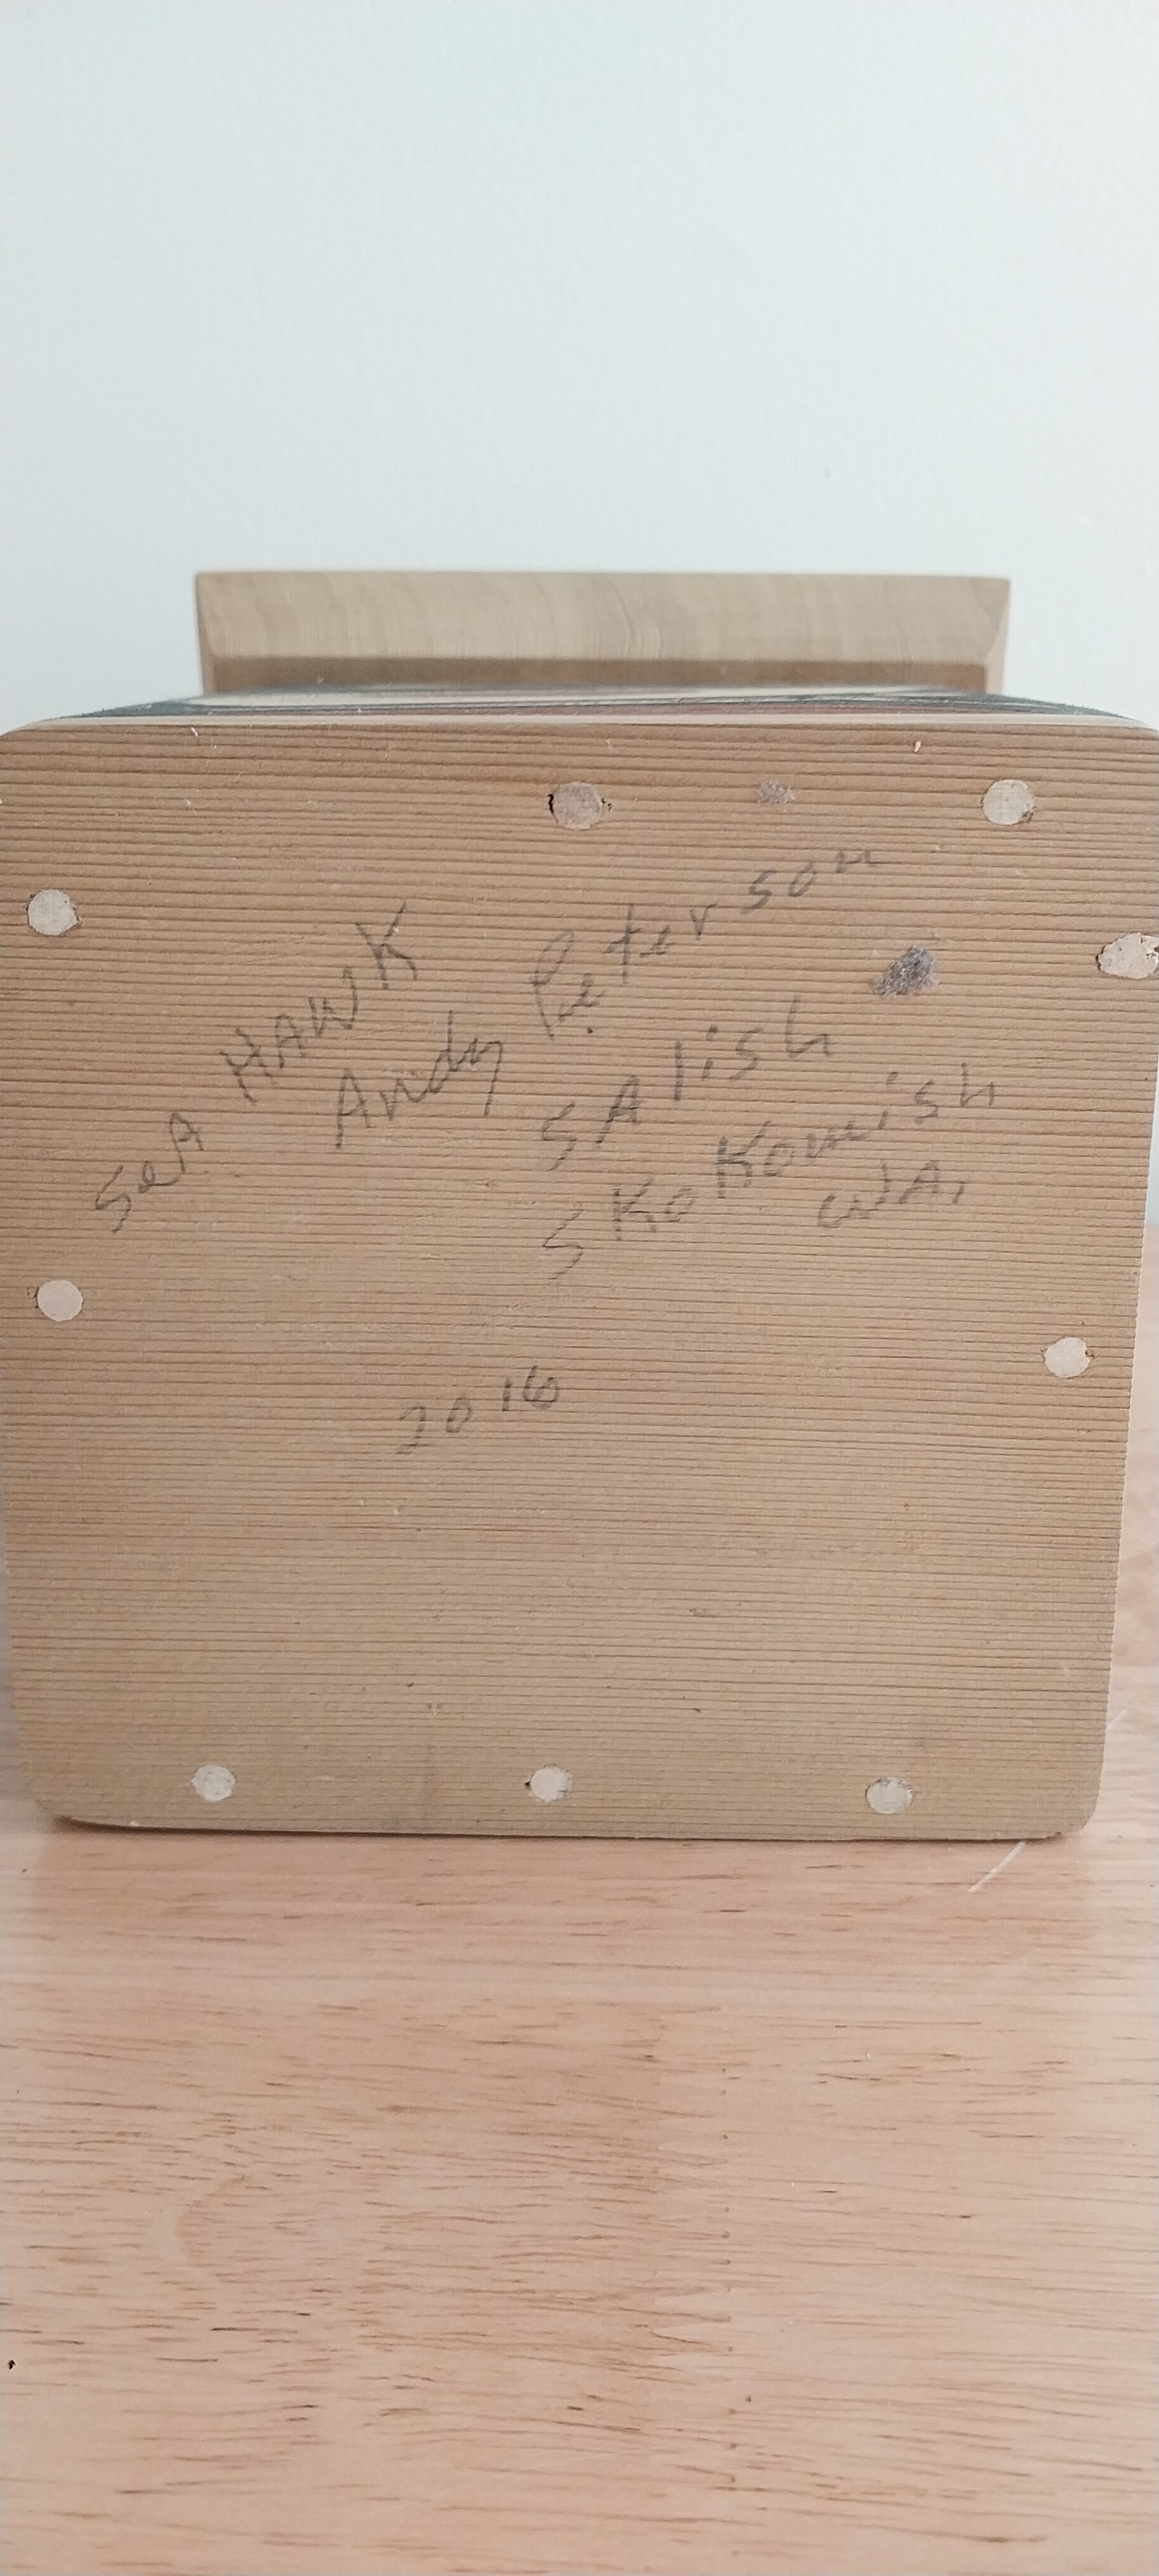 SeA HAWK
Andy Peterson
SAlish
SKoKomish
WA,
2016